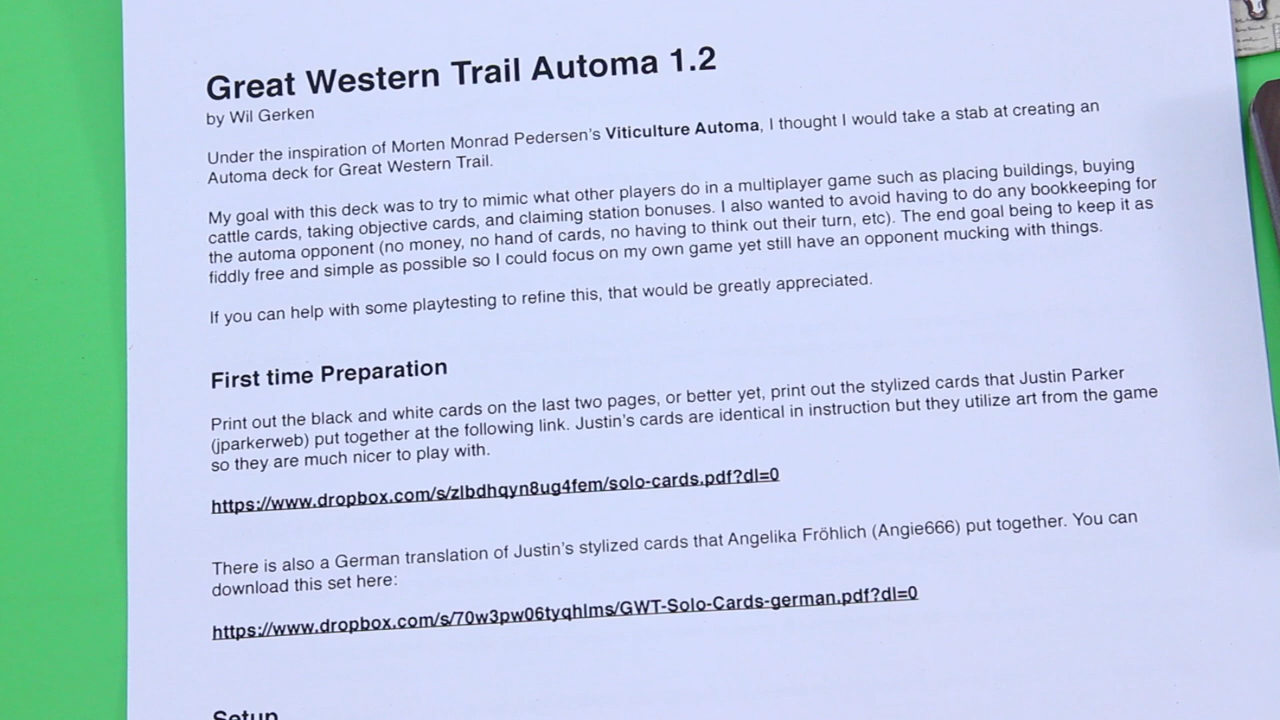 Great Western Trail Automa 1.2
by Wil Gerken
Under the inspiration of Morten Monrad Pedersen's Viticulture Automa, I thought I would take a stab at creating an
Automa deck for Great Western Trail.
My goal with this deck was to try to mimic what other players do in a multiplayer game such as placing buildings, buying
cattle cards, taking objective cards, and claiming station bonuses. I also wanted to avoid having to do any bookkeeping for
the automa opponent (no money, no hand of cards, no having to think out their turn, etc). The end goal being to keep it as
fiddly free and simple as possible so I could focus on my own game yet still have an opponent mucking with things.
If you can help with some playtesting to refine this, that would be greatly appreciated.
First time Preparation
Print out the black and white cards on the last two pages, or better yet, print out the stylized cards that Justin Parker
(jparkerweb) put together at the following link. Justin's cards are identical in instruction but they utilize art from the game
so they are much nicer to play with.
https://www.dropbox.com/s/zlbdhqyn8ug4fem/solo-cards.pdf?dl=0
There is also a German translation of Justin's stylized cards that Angelika Fröhlich (Angie666) put together. You can
download this set here:
https://www.dropbox.com/s/70w3pw06tyqhlms/GWT-Solo-Cards-german.pdf?dl=0
Setup